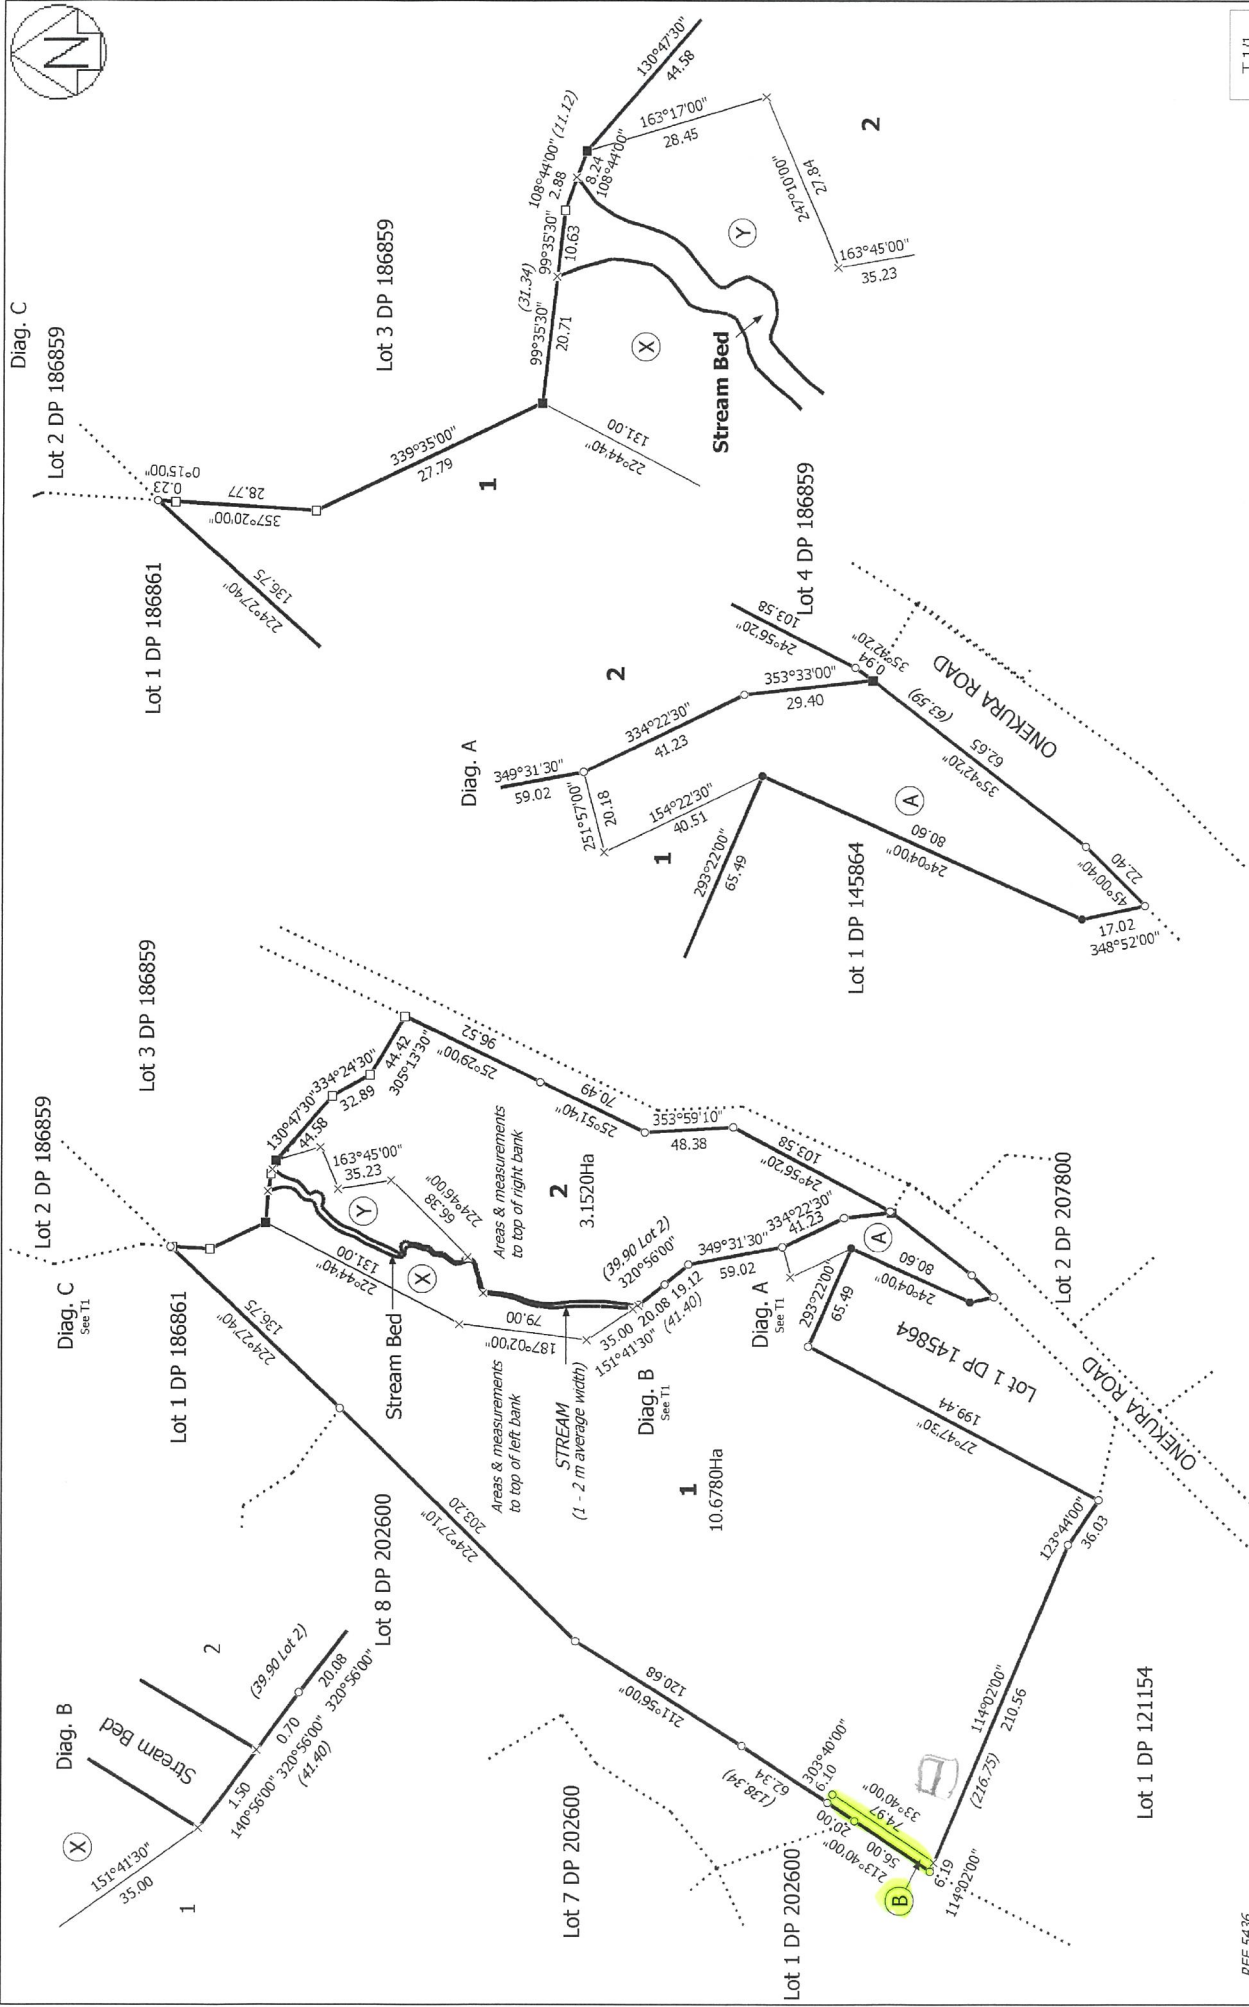 N
Diag. C
Lot 2 DP 186859
Lot 3 DP 186859
Lot 1 DP 186861
0°15'00"
0.23
28.77
357°20'00"
136.75
224°27'40"
339°35'00"
27.79
1
22°44'40"
131.00
99°35'30"
(31.34)
20.71
99°35'30"
10.63
108°44'00" (11.12)
2.88
8.24
108°44'00"
130°47'30"
44.58
163°17'00"
28.45
247°10'00"
27.84
163°45'00"
35.23
2
X
Y
Stream Bed
T 1/1
Diag. A
349°31'30"
59.02
251°57'00"
20.18
334°22'30"
41.23
2
353°33'00"
29.40
24°56'20"
103.58
Lot 4 DP 186859
0.94
35°42'20"
(63.59)
35°42'20"
62.65
ONEKURA ROAD
154°22'30"
40.51
1
293°22'00"
65.49
A
24°04'00"
80.60
Lot 1 DP 145864
45°00'40"
22.40
17.02
348°52'00"
Diag. B
X
Stream Bed
2
1
151°41'30"
35.00
1.50
140°56'00"
0.70
320°56'00"
(41.40)
(39.90 Lot 2)
20.08
320°56'00"
Diag. C
See T1
Lot 2 DP 186859
Lot 3 DP 186859
Lot 1 DP 186861
Lot 8 DP 202600
224°27'40"
136.75
224°27'10"
203.20
211°56'00"
120.68
62.34
(138.34)
303°40'00"
6.10
20.00
33°40'00"
74.97
56.00
213°40'00"
B
6.19
114°02'00"
Lot 7 DP 202600
Lot 1 DP 202600
Lot 1 DP 121154
114°02'00"
210.56
(216.75)
123°44'00"
36.03
27°47'30"
199.44
Lot 1 DP 145864
293°22'00"
65.49
24°04'00"
80.60
A
ONEKURA ROAD
Lot 2 DP 207800
Diag. A
See T1
Diag. B
See T1
130°47'30"
44.58
334°24'30"
32.89
44.42
305°13'30"
25°29'00"
96.52
25°51'40"
70.49
353°59'10"
48.38
24°56'20"
103.58
334°22'30"
41.23
349°31'30"
59.02
(39.90 Lot 2)
320°56'00"
35.00 20.08 19.12
151°41'30" (41.40)
187°02'00"
79.00
22°44'40"
131.00
163°45'00"
35.23
224°46'00"
66.38
X
Y
Stream Bed
Areas & measurements
to top of right bank
2
3.1520Ha
Areas & measurements
to top of left bank
STREAM
(1 - 2 m average width)
1
10.6780Ha
REF 5436